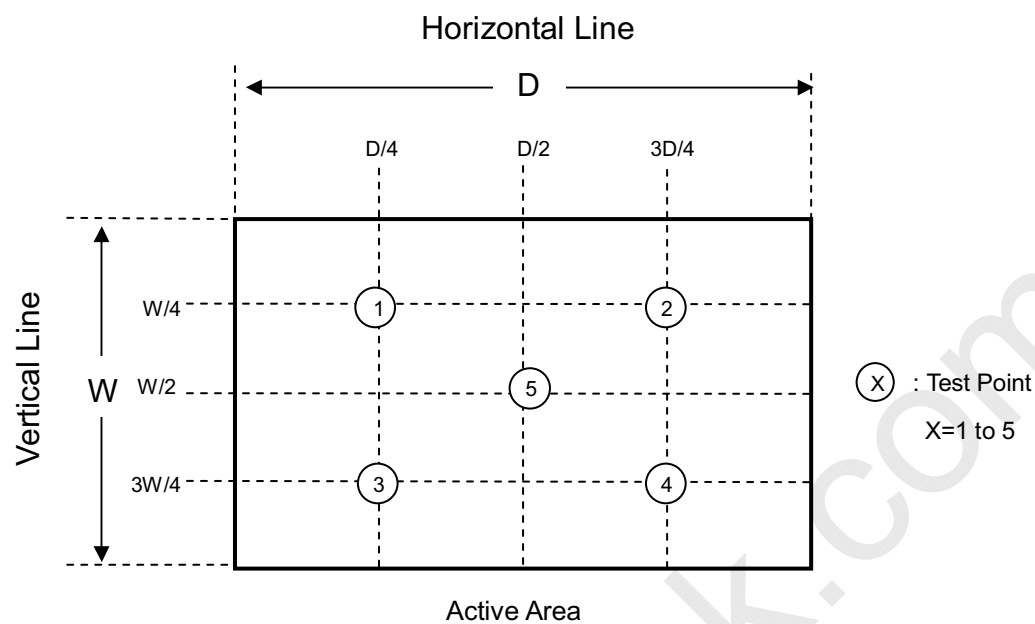 Horizontal Line
D
D/4 D/2 3D/4
Vertical Line
W
W/4
W/2
3W/4
1 2
5
3 4
X : Test Point
X=1 to 5
Active Area
k.com